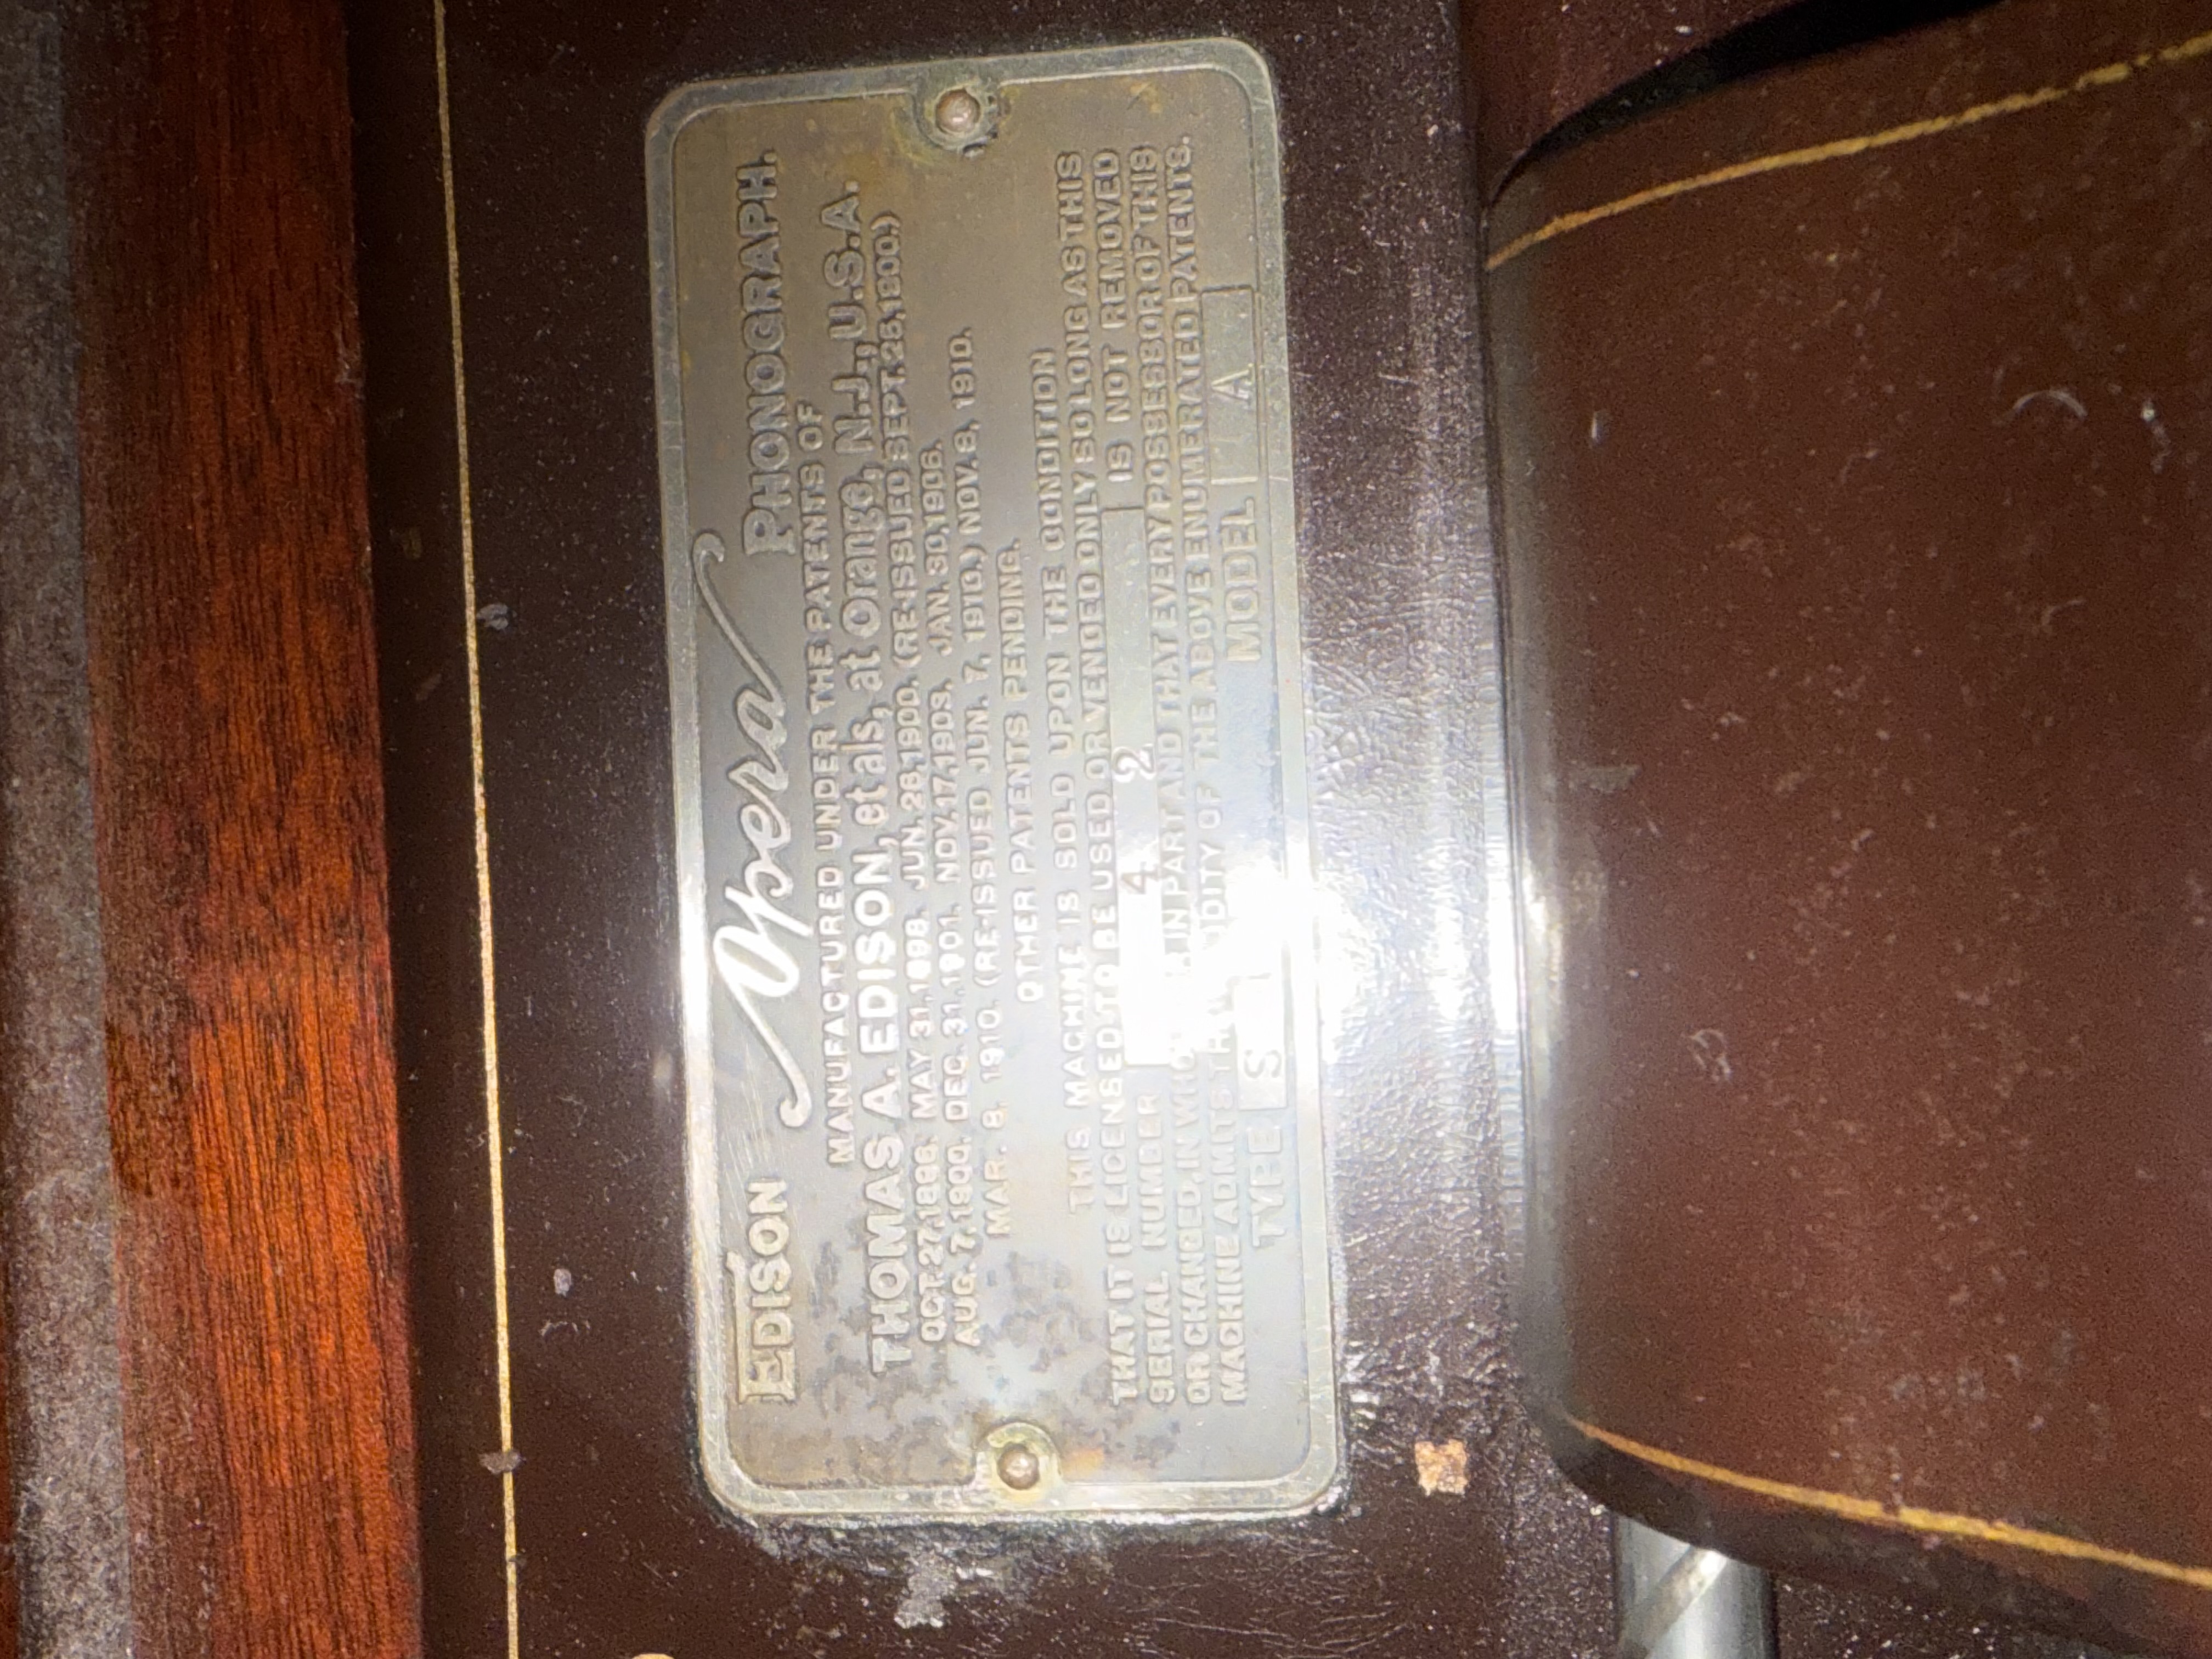 EDISON Opera PHONOGRAPH.
MANUFACTURED UNDER THE PATENTS OF
THOMAS A. EDISON, et als, at Orange, N.J., U.S.A.
OCT. 27, 1896. MAY 31, 1898. JUN. 26, 1900. (RE-ISSUED SEPT. 25, 1900.)
AUG. 7, 1900. DEC. 31, 1901. NOV. 17, 1903. JAN. 30, 1906.
MAR. 8, 1910. (RE-ISSUED JUN. 7, 1910.) NOV. 8, 1910.
OTHER PATENTS PENDING.
THIS MACHINE IS SOLD UPON THE CONDITION
THAT IT IS LICENSED TO BE USED OR VENDED ONLY SO LONG AS THIS
SERIAL NUMBER 4 2 IS NOT REMOVED
OR CHANGED, IN WHOLE OR IN PART AND THAT EVERY POSSESSOR OF THIS
MACHINE ADMITS OF THE ABOVE ENUMERATED PATENTS.
TYPE S MODEL A